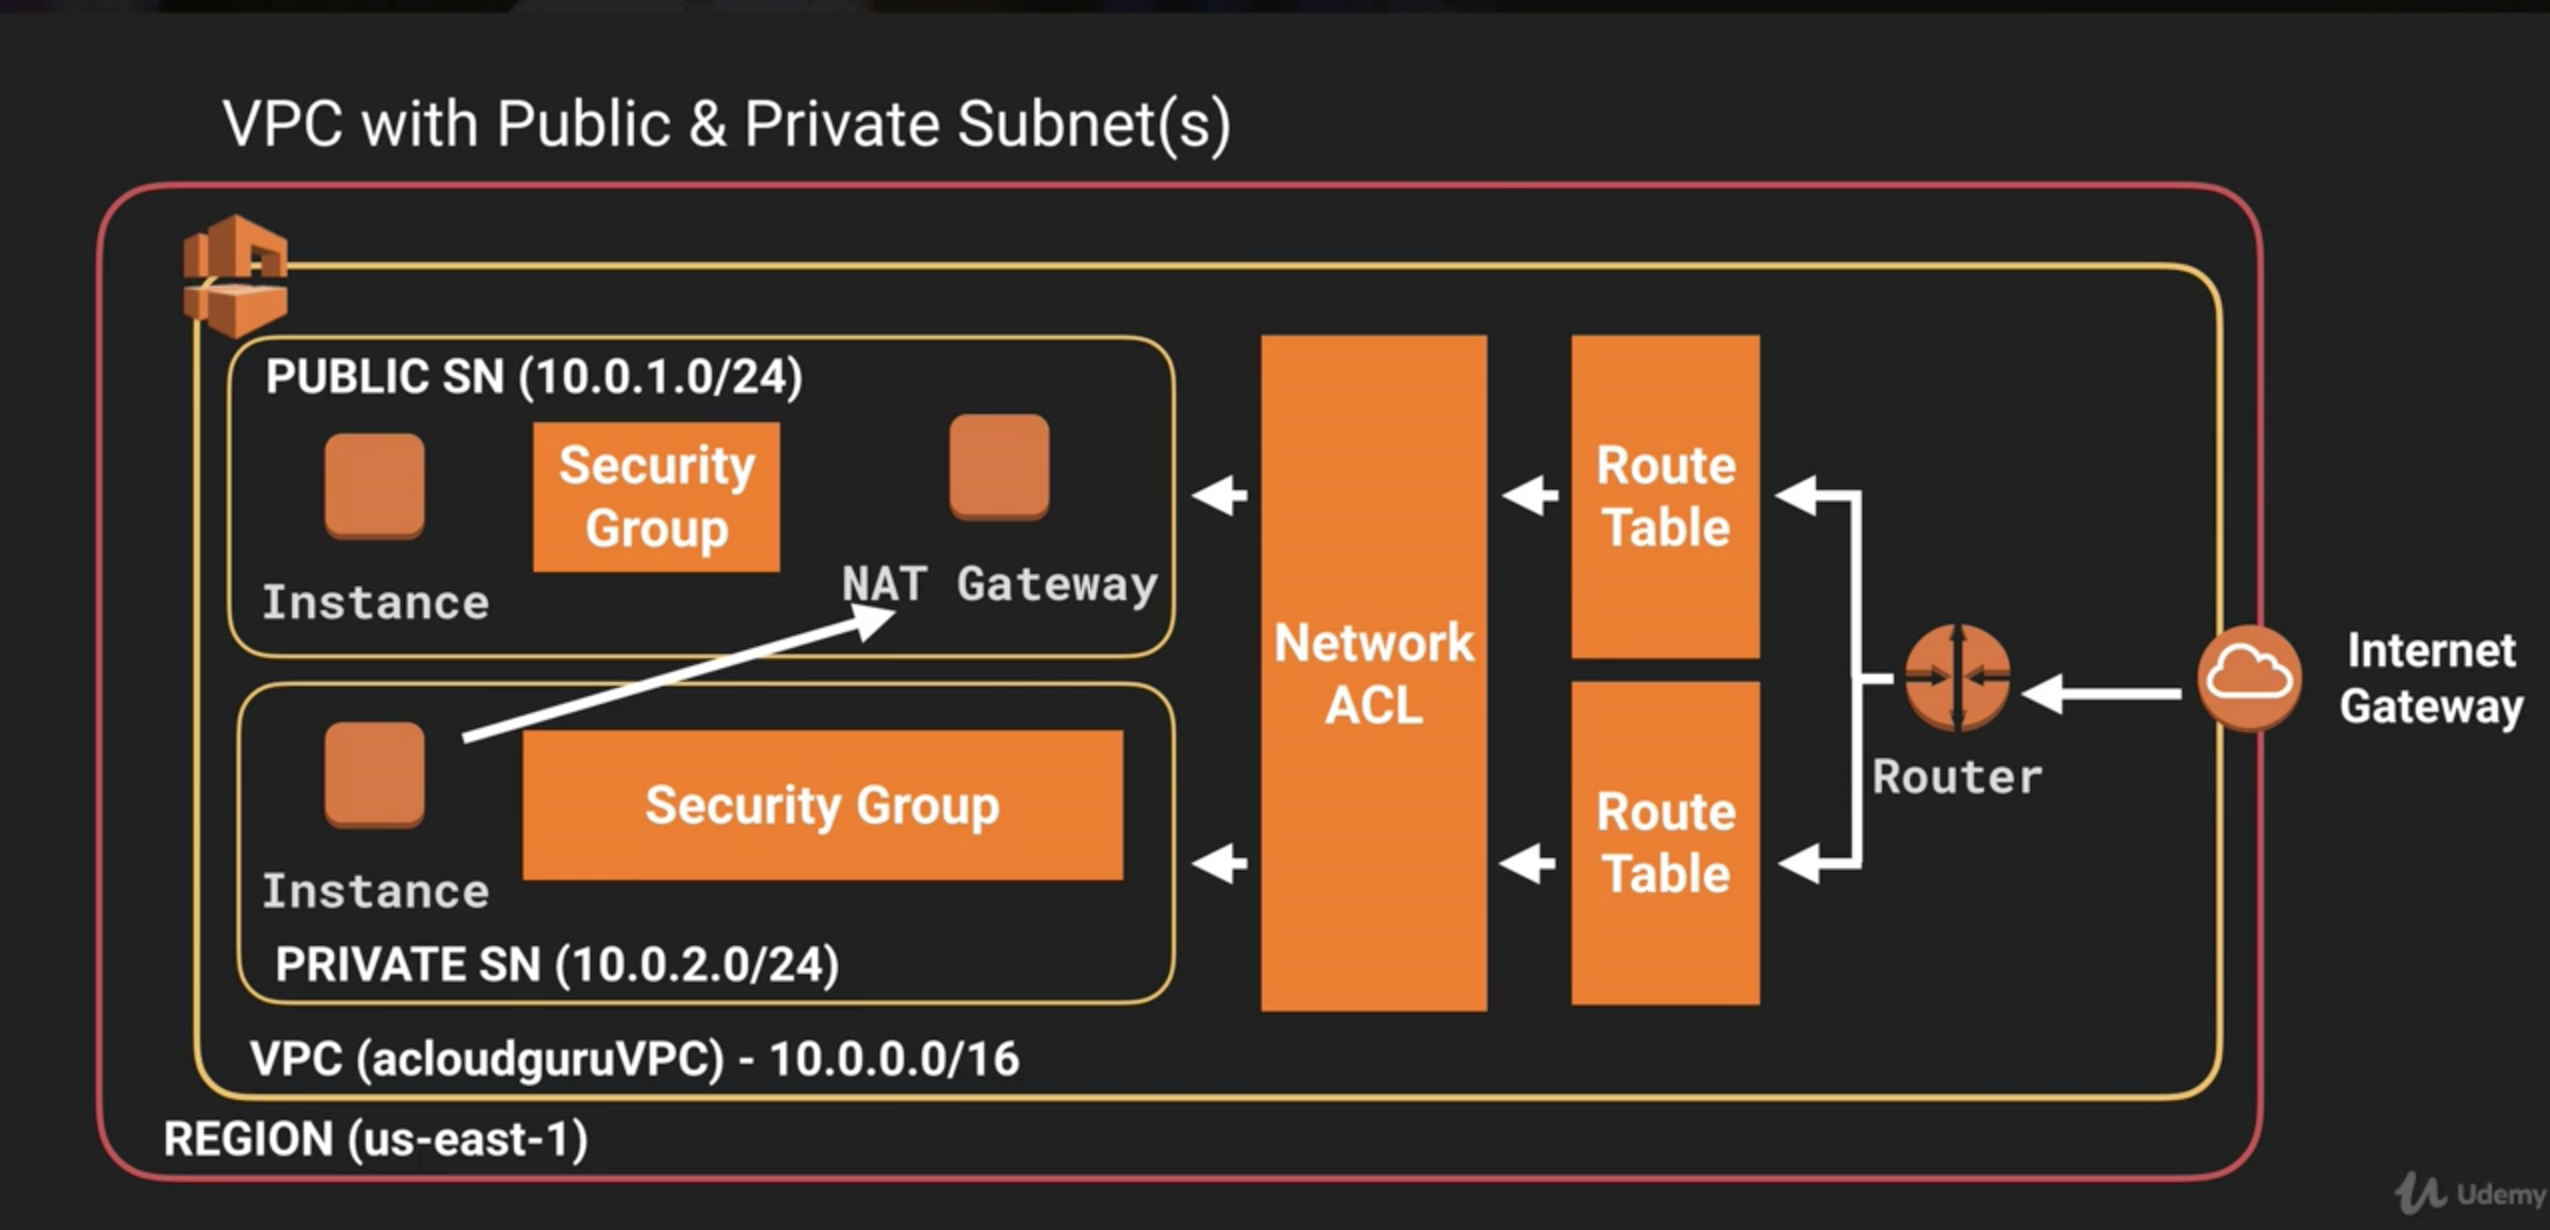 VPC with Public & Private Subnet(s)
PUBLIC SN (10.0.1.0/24)
Security
Group
Instance
NAT Gateway
Instance
Security Group
PRIVATE SN (10.0.2.0/24)
Network
ACL
Route
Table
Route
Table
Router
Internet
Gateway
VPC (acloudguruVPC) - 10.0.0.0/16
REGION (us-east-1)
Udemy